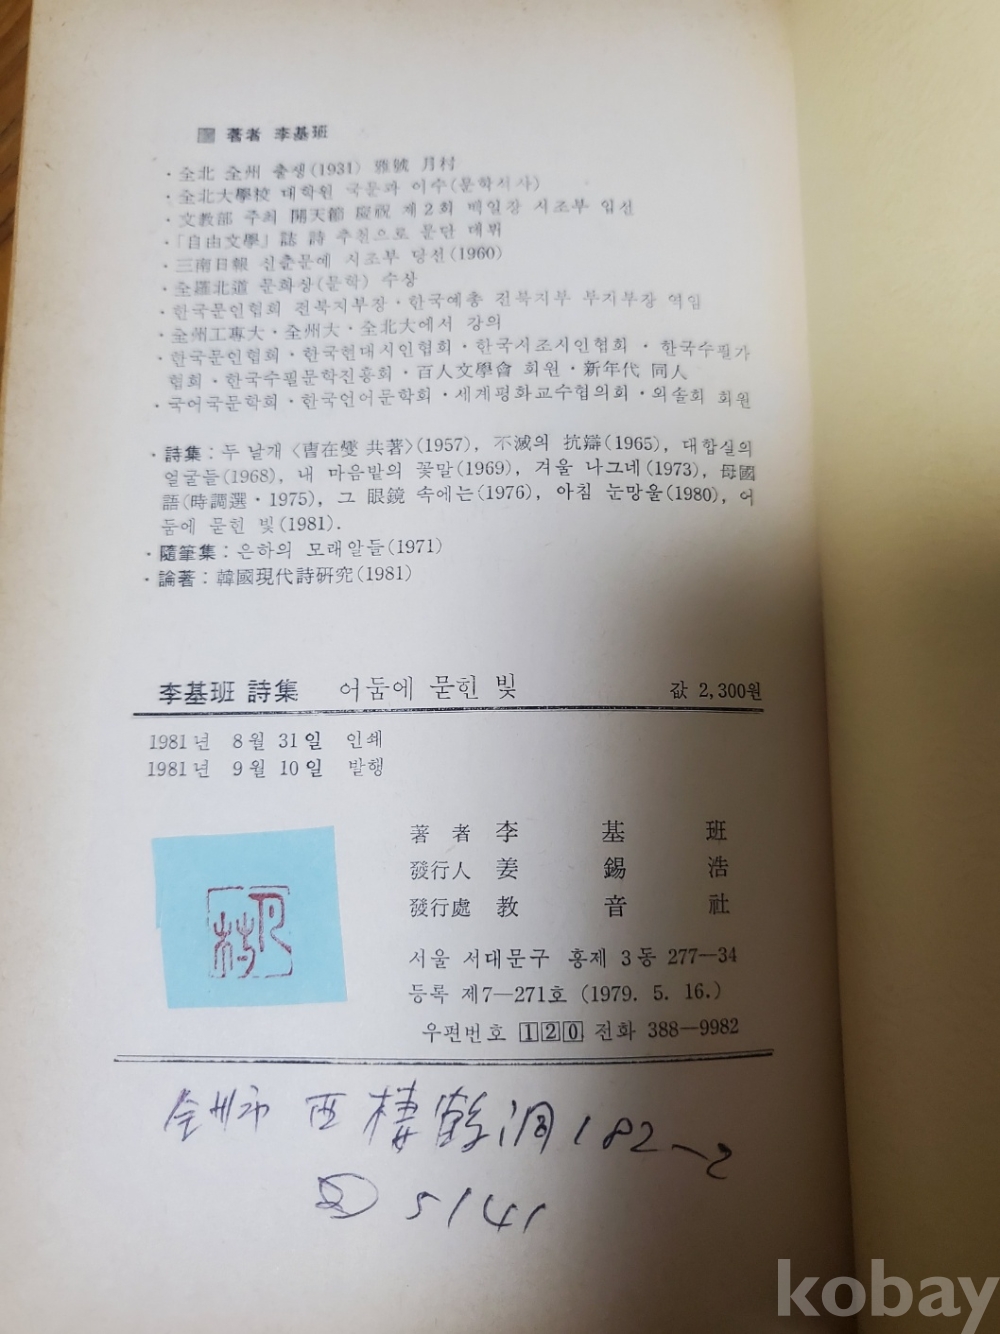 著者 李基班
· 全北 全州 출생(1931) 雅號 月村
· 全北大學校 대학원 국문과 이수(문학석사)
· 文敎部 주최 開天節 慶祝 제2회 백일장 시조부 입선
· 「自由文學」誌 詩 추천으로 문단 데뷔
· 三南日報 신춘문예 시조부 당선(1960)
· 全羅北道 문화상(문학) 수상
· 한국문인협회 전북지부장 · 한국예총 전북지부 부지부장 역임
· 全州工專大 · 全州大 · 全北大에서 강의
· 한국문인협회 · 한국현대시인협회 · 한국시조시인협회 · 한국수필가
협회 · 한국수필문학진흥회 · 百人文學會 회원 · 新年代 同人
· 국어국문학회 · 한국언어문학회 · 세계평화교수협의회 · 외솔회 회원
· 詩集 : 두 날개〈曺在燮 共著〉(1957), 不滅의 抗辯(1965), 대합실의
얼굴들(1968), 내 마음밭의 꽃말(1969), 겨울 나그네(1973), 母國
語(時調選 · 1975), 그 眼鏡 속에는(1976), 아침 눈망울(1980), 어
둠에 묻힌 빛(1981).
· 隨筆集 : 은하의 모래알들(1971)
· 論著 : 韓國現代詩硏究(1981)
李基班 詩集 어둠에 묻힌 빛 값 2,300원
1981년 8월 31일 인쇄
1981년 9월 10일 발행
著者 李基班
發行人 姜錫浩
發行處 敎音社
月村
서울 서대문구 홍제 3동 277—34
등록 제7—271호 (1979. 5. 16.)
우편번호 120 전화 388—9982
全州市 西棲鶴洞 182-2
5141
kobay